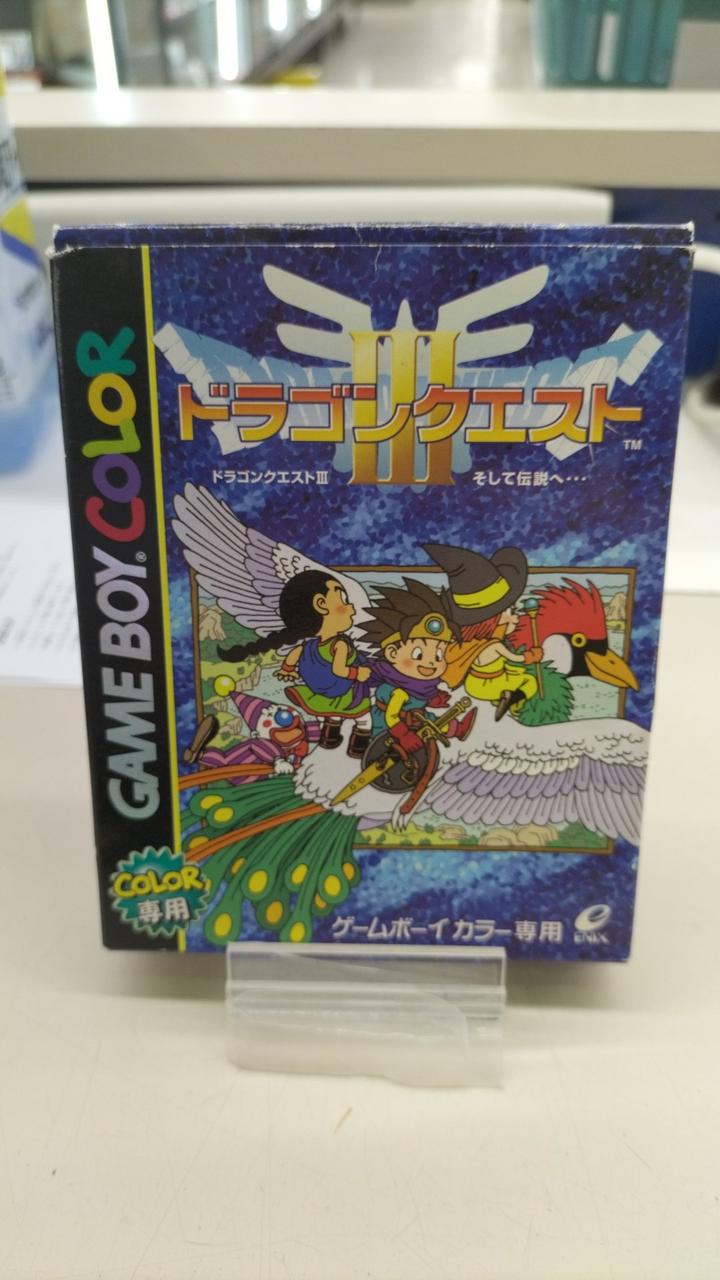 III
ドラゴンクエスト
TM
ドラゴンクエストIII そして伝説へ…
GAME BOY® COLOR
COLOR
専用
ゲームボーイ カラー専用
ENIX